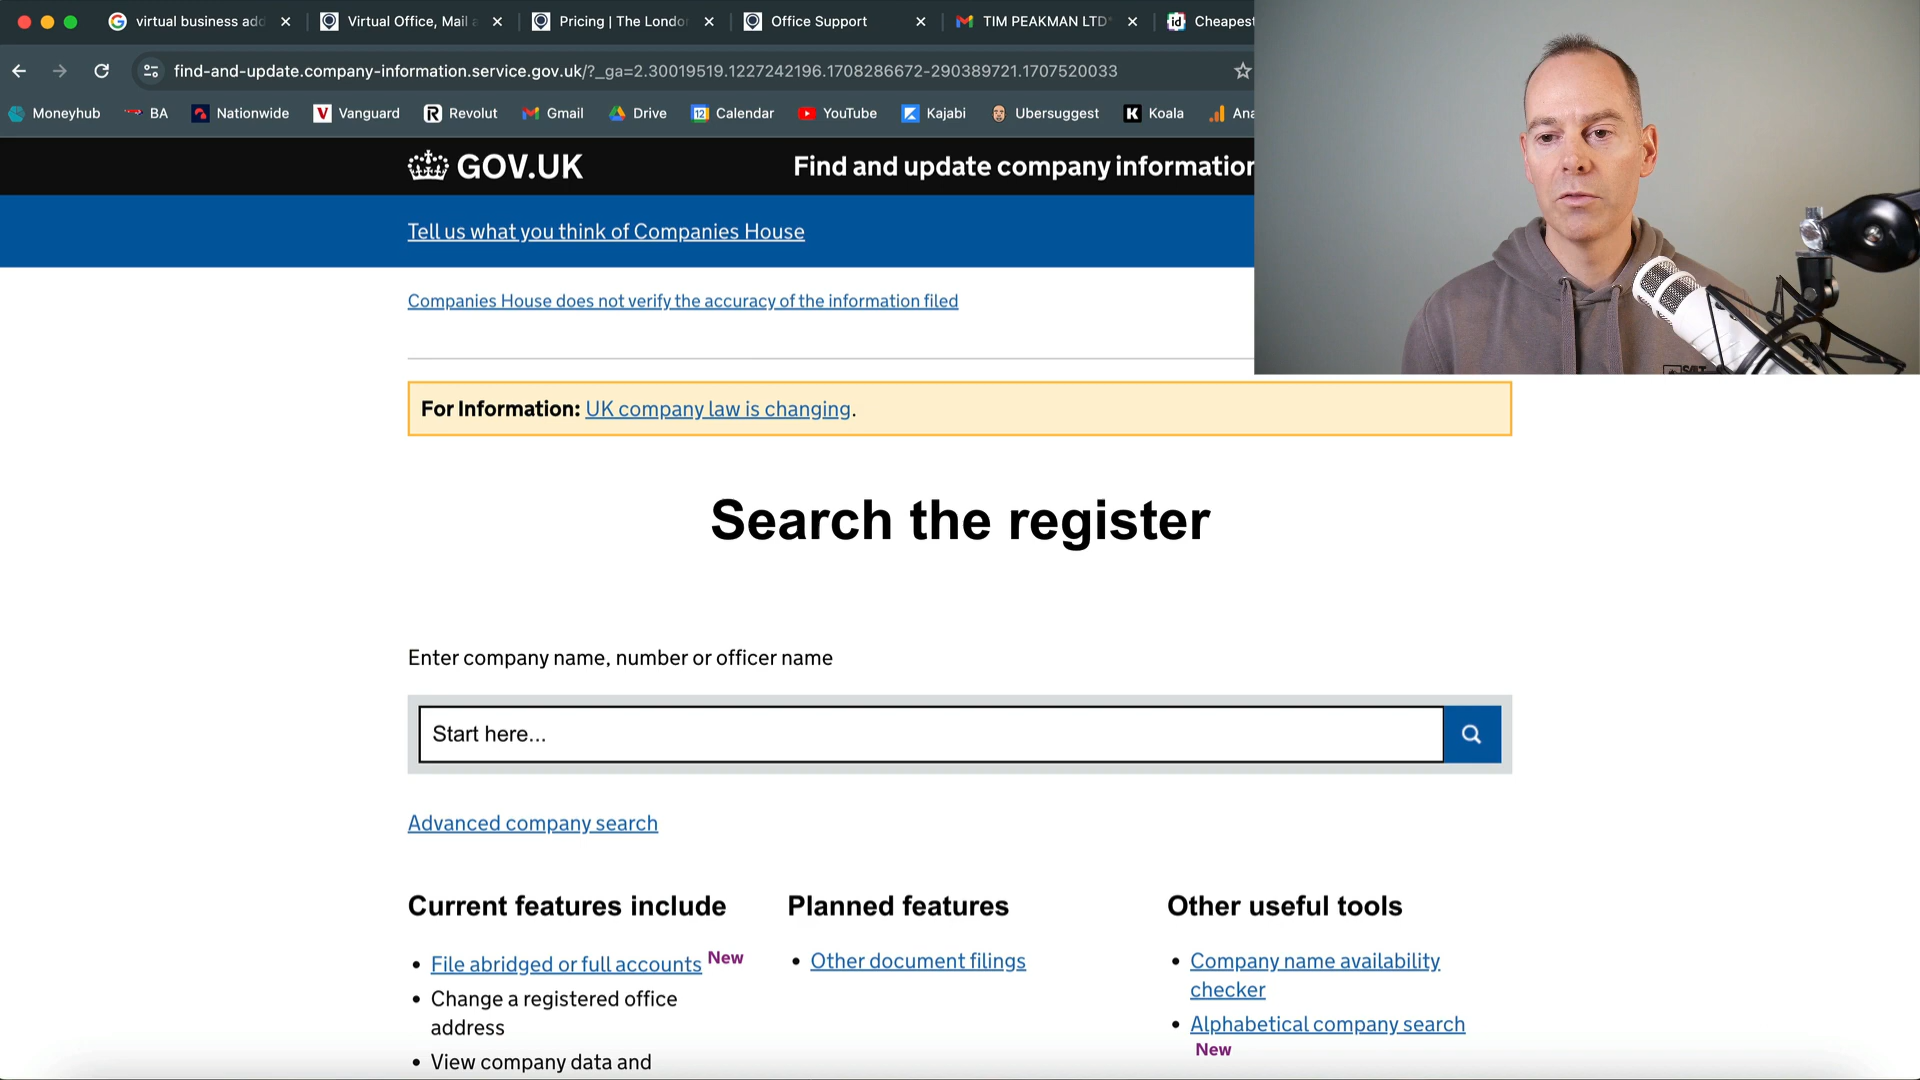 virtual business add
Virtual Office, Mail a
Pricing | The Londo
Office Support
TIM PEAKMAN LTD
Cheapest
find-and-update.company-information.service.gov.uk/?_ga=2.30019519.1227242196.1708286672-290389721.1707520033
Moneyhub
BA
Nationwide
Vanguard
Revolut
Gmail
Drive
Calendar
YouTube
Kajabi
Ubersuggest
Koala
Ana
GOV.UK
Find and update company information
Tell us what you think of Companies House
Companies House does not verify the accuracy of the information filed
For Information: UK company law is changing.
Search the register
Enter company name, number or officer name
Start here...
Advanced company search
Current features include
File abridged or full accounts New
Change a registered office
address
View company data and
Planned features
Other document filings
Other useful tools
Company name availability
checker
Alphabetical company search
New